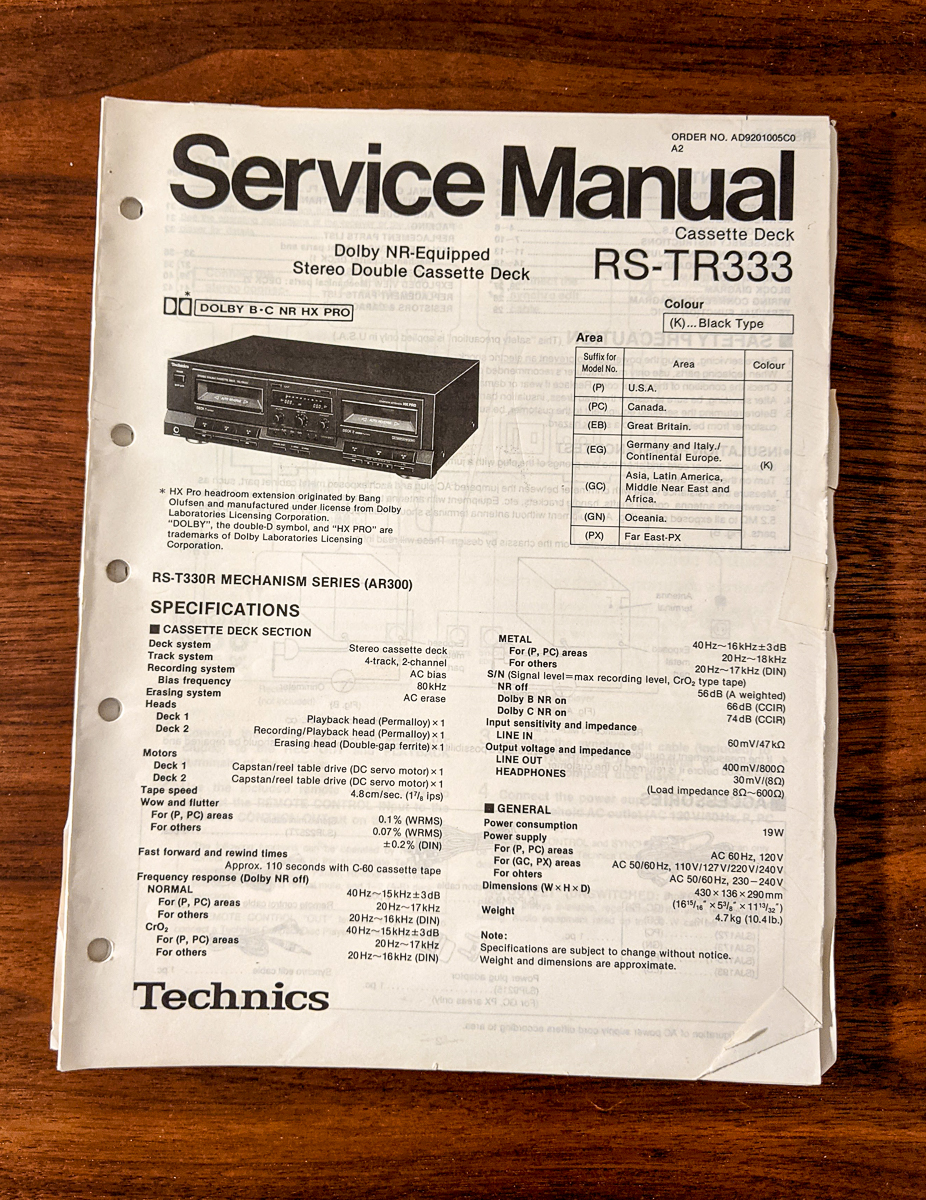 ORDER NO. AD9201005C0
A2
Service Manual
Cassette Deck
Dolby NR-Equipped
Stereo Double Cassette Deck
RS-TR333
DOLBY B·C NR HX PRO
Colour
(K)...Black Type
Area
Suffix for Model No. Area Colour
(P) U.S.A.
(PC) Canada.
(EB) Great Britain.
(EG) Germany and Italy./
Continental Europe.
(K)
(GC) Asia, Latin America,
Middle Near East and
Africa.
(GN) Oceania.
(PX) Far East-PX
Technics
* HX Pro headroom extension originated by Bang
Olufsen and manufactured under license from Dolby
Laboratories Licensing Corporation.
"DOLBY", the double-D symbol, and "HX PRO" are
trademarks of Dolby Laboratories Licensing
Corporation.
RS-T330R MECHANISM SERIES (AR300)
SPECIFICATIONS
■ CASSETTE DECK SECTION
Deck system Stereo cassette deck
Track system 4-track, 2-channel
Recording system AC bias
Bias frequency 80kHz
Erasing system AC erase
Heads
Deck 1 Playback head (Permalloy)×1
Deck 2 Recording/Playback head (Permalloy)×1
Erasing head (Double-gap ferrite)×1
Motors
Deck 1 Capstan/reel table drive (DC servo motor)×1
Deck 2 Capstan/reel table drive (DC servo motor)×1
Tape speed 4.8cm/sec. (1⅞ ips)
Wow and flutter
For (P, PC) areas 0.1% (WRMS)
For others 0.07% (WRMS)
±0.2% (DIN)
Fast forward and rewind times
Approx. 110 seconds with C-60 cassette tape
Frequency response (Dolby NR off)
NORMAL 40Hz~15kHz±3dB
For (P, PC) areas 20Hz~17kHz
For others 20Hz~16kHz (DIN)
CrO₂ 40Hz~15kHz±3dB
For (P, PC) areas 20Hz~17kHz
For others 20Hz~16kHz (DIN)
METAL 40Hz~16kHz±3dB
For (P, PC) areas 20Hz~18kHz
For others 20Hz~17kHz (DIN)
S/N (Signal level=max recording level, CrO₂ type tape)
NR off 56dB (A weighted)
Dolby B NR on 66dB (CCIR)
Dolby C NR on 74dB (CCIR)
Input sensitivity and impedance
LINE IN 60mV/47kΩ
Output voltage and impedance
LINE OUT 400mV/800Ω
HEADPHONES 30mV/(8Ω)
(Load impedance 8Ω~600Ω)
■ GENERAL
Power consumption 19W
Power supply
For (P, PC) areas AC 60Hz, 120V
For (GC, PX) areas AC 50/60Hz, 110V/127V/220V/240V
For ohters AC 50/60Hz, 230-240V
Dimensions (W×H×D) 430×136×290mm
(16¹⁵/₁₆"×5³/₈"×11¹³/₃₂")
Weight 4.7kg (10.4lb.)
Note:
Specifications are subject to change without notice.
Weight and dimensions are approximate.
Technics